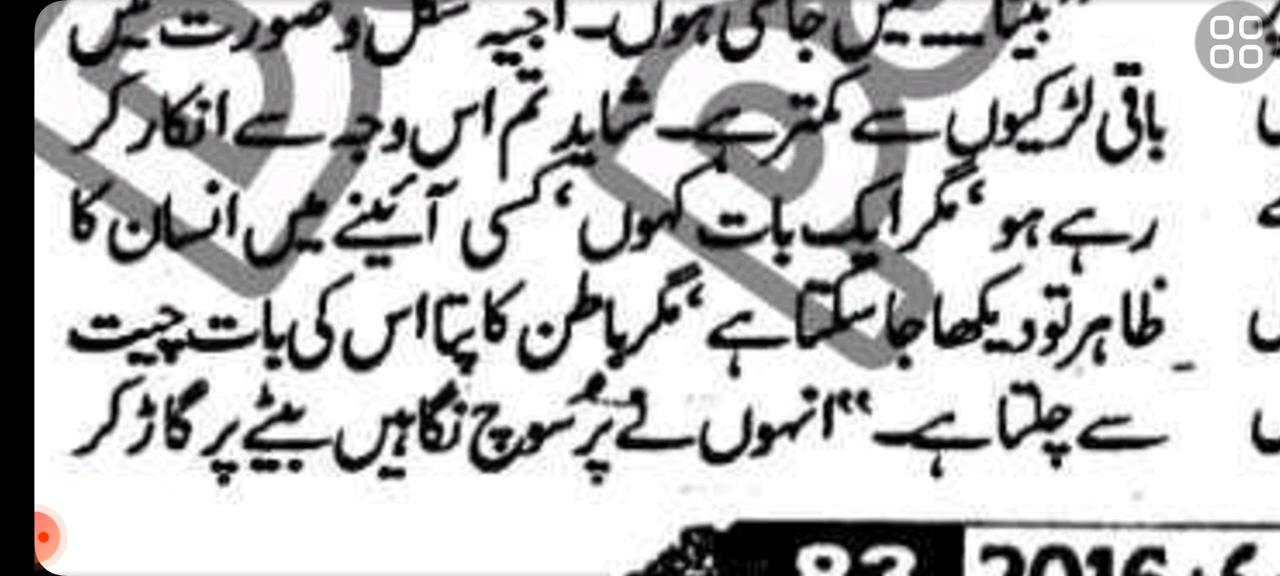 "بیٹا۔۔۔ میں جانتی ہوں۔ اجیہ شکل و صورت میں
باقی لڑکیوں سے کمتر ہے۔ شاید تم اس وجہ سے انکار کر
رہے ہو، مگر ایک بات کہوں، کسی آئینے میں انسان کا
ظاہر تو دیکھا جا سکتا ہے، مگر باطن کا پتا اس کی بات چیت
سے چلتا ہے۔" انہوں نے پُر سوچ نگاہیں بیٹے پر گاڑ کر
83
2016